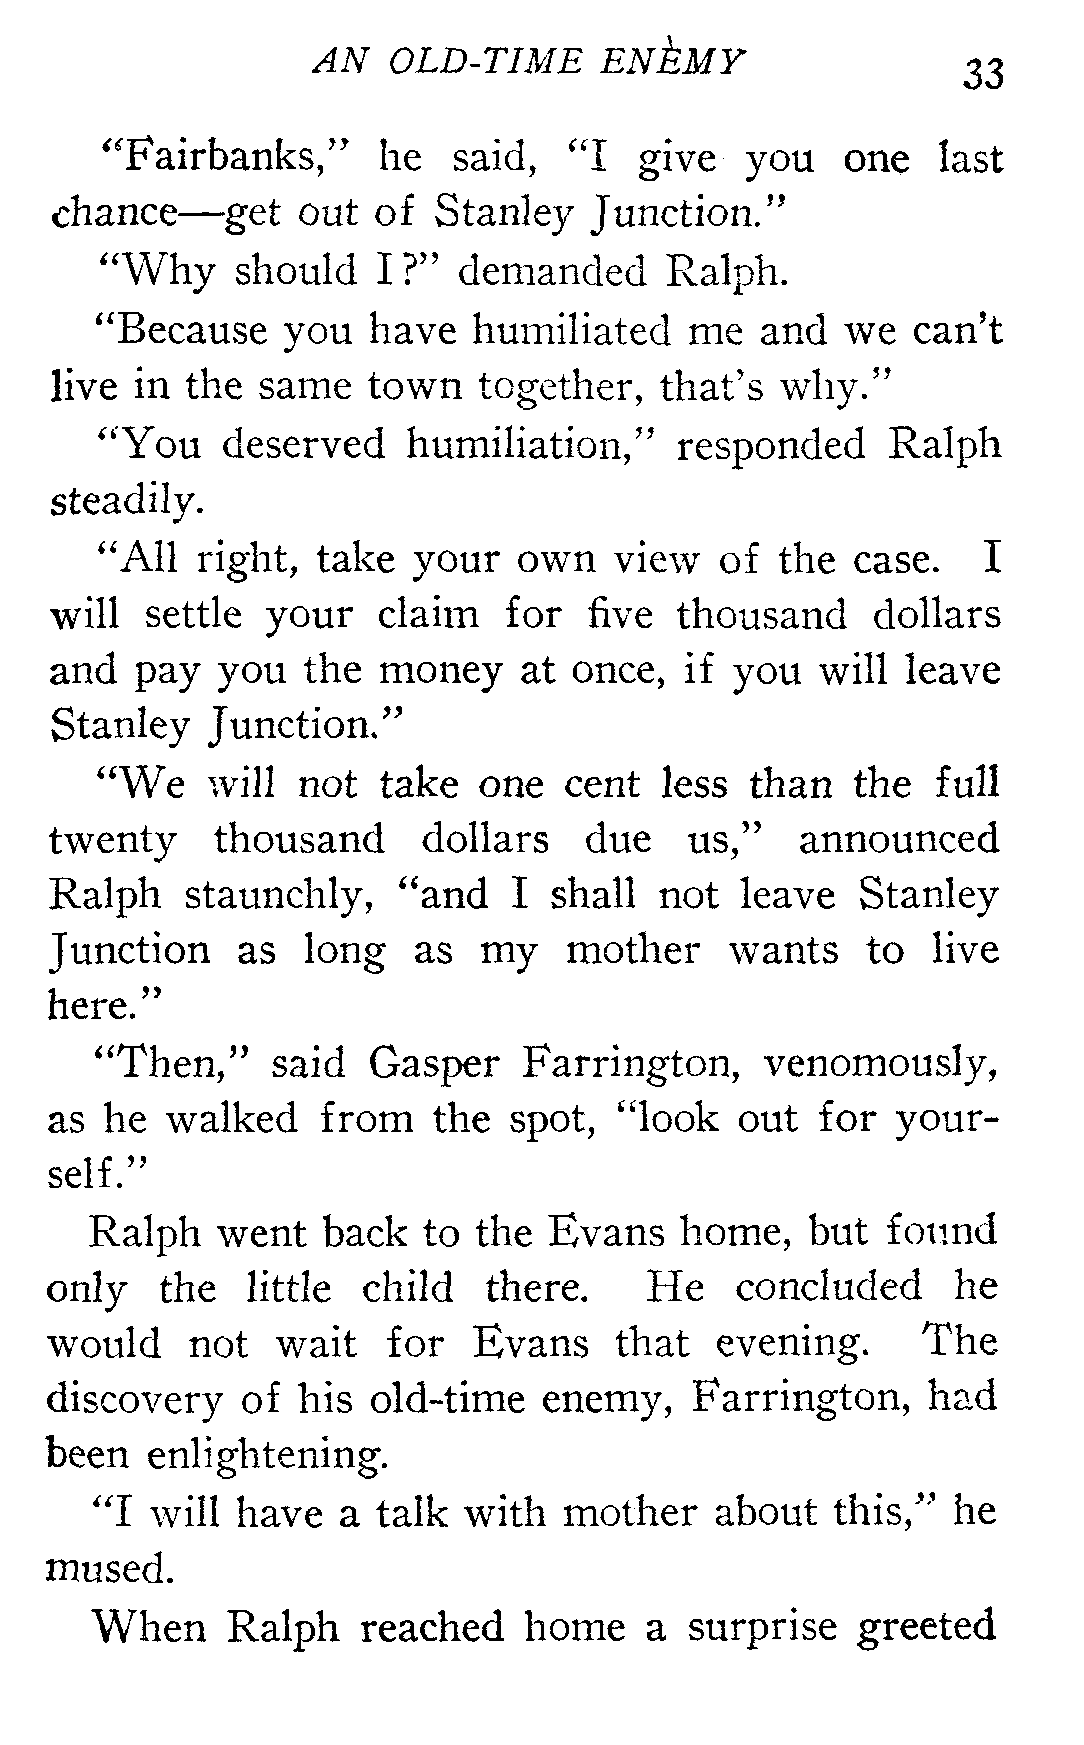 AN OLD-TIME ENEMY 33
"Fairbanks," he said, "I give you one last
chance—get out of Stanley Junction."
"Why should I?" demanded Ralph.
"Because you have humiliated me and we can't
live in the same town together, that's why."
"You deserved humiliation," responded Ralph
steadily.
"All right, take your own view of the case. I
will settle your claim for five thousand dollars
and pay you the money at once, if you will leave
Stanley Junction."
"We will not take one cent less than the full
twenty thousand dollars due us," announced
Ralph staunchly, "and I shall not leave Stanley
Junction as long as my mother wants to live
here."
"Then," said Gasper Farrington, venomously,
as he walked from the spot, "look out for your-
self."
Ralph went back to the Evans home, but found
only the little child there. He concluded he
would not wait for Evans that evening. The
discovery of his old-time enemy, Farrington, had
been enlightening.
"I will have a talk with mother about this," he
mused.
When Ralph reached home a surprise greeted